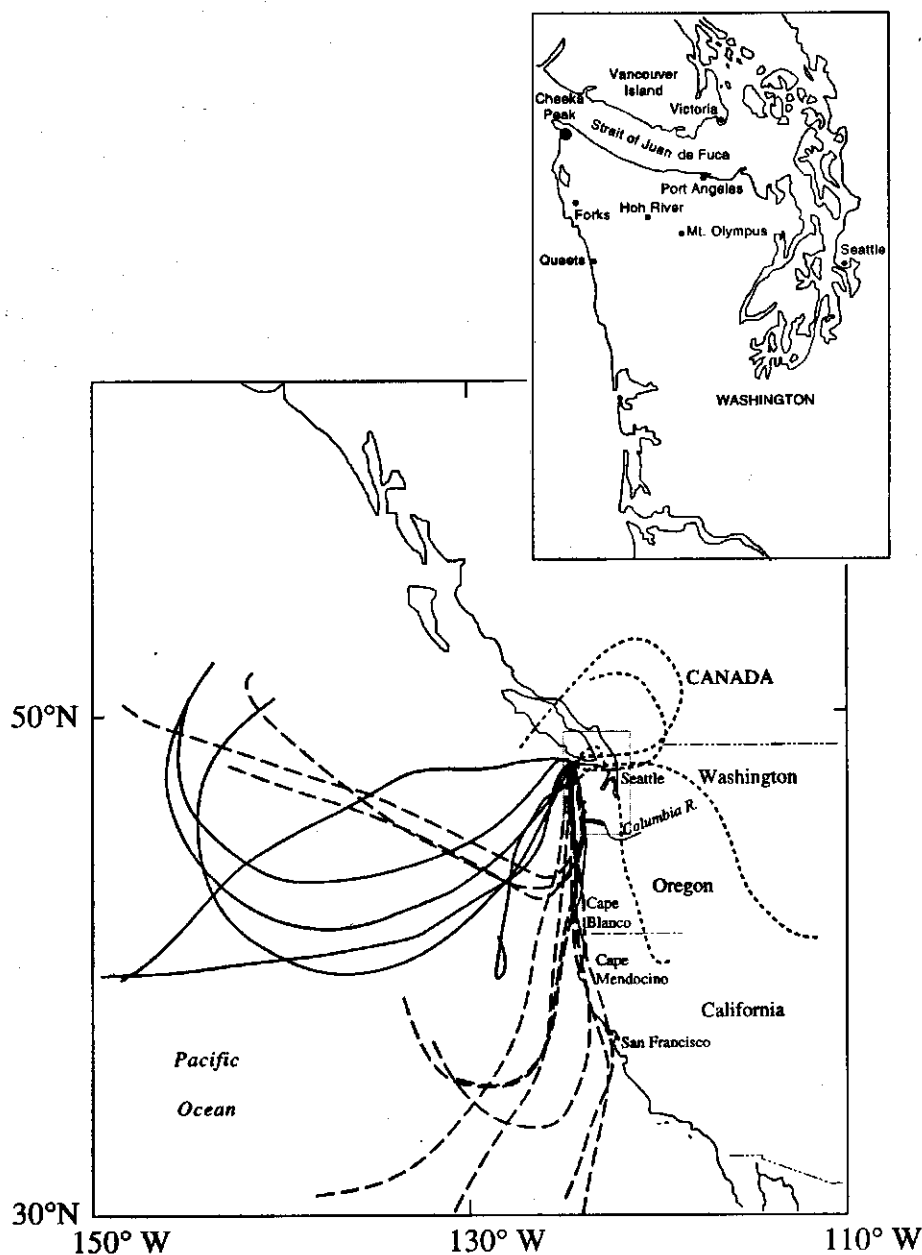 Vancouver
Island
Cheeka
Peak
Victoria
Strait of Juan de Fuca
Port Angeles
Forks
Hoh River
Mt. Olympus
Queets
Seattle
WASHINGTON
CANADA
50°N
Seattle
Washington
Columbia R.
Oregon
Cape
Blanco
Cape
Mendocino
California
San Francisco
Pacific
Ocean
30°N
150° W
130° W
110° W